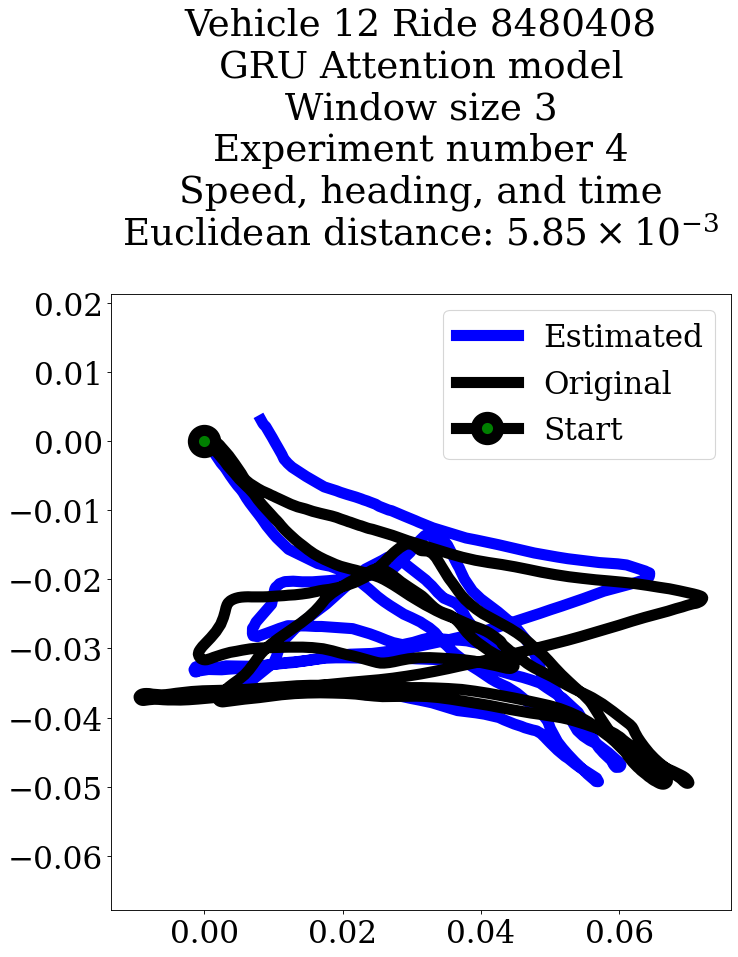 Vehicle 12 Ride 8480408
GRU Attention model
Window size 3
Experiment number 4
Speed, heading, and time
Euclidean distance: 5.85 × 10⁻³
Estimated
Original
Start
0.02
0.01
0.00
−0.01
−0.02
−0.03
−0.04
−0.05
−0.06
0.00 0.02 0.04 0.06